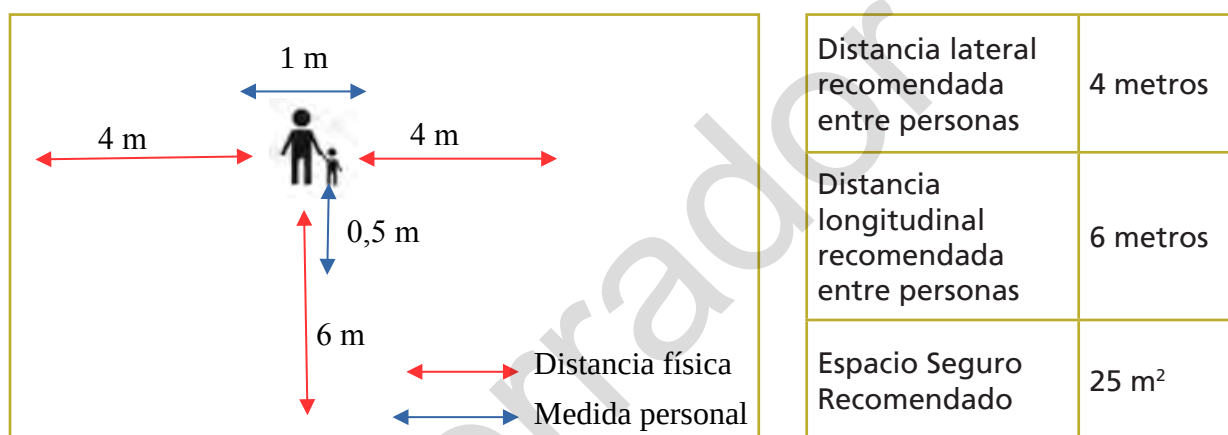 1 m
4 m
4 m
0,5 m
6 m
Distancia física
Medida personal
Distancia lateral
recomendada
entre personas
4 metros
Distancia
longitudinal
recomendada
entre personas
6 metros
Espacio Seguro
Recomendado
25 m²